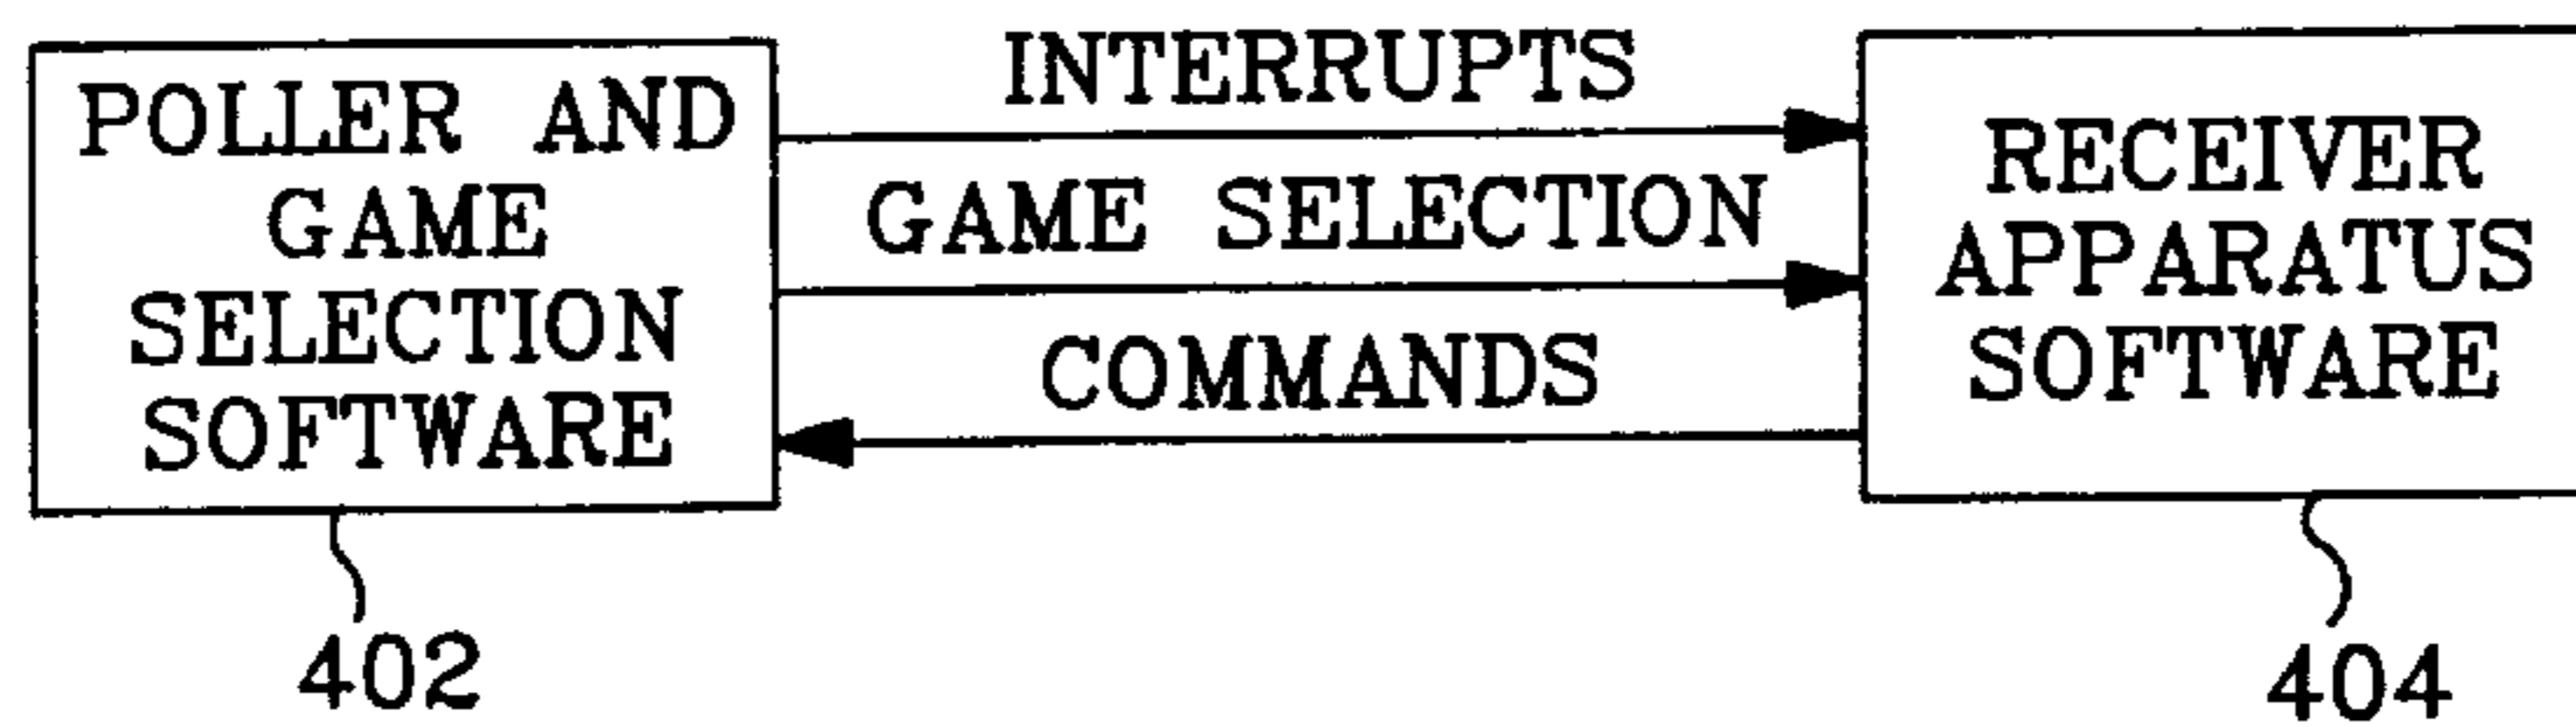 POLLER AND
GAME
SELECTION
SOFTWARE
INTERRUPTS
GAME SELECTION
COMMANDS
RECEIVER
APPARATUS
SOFTWARE
402
404